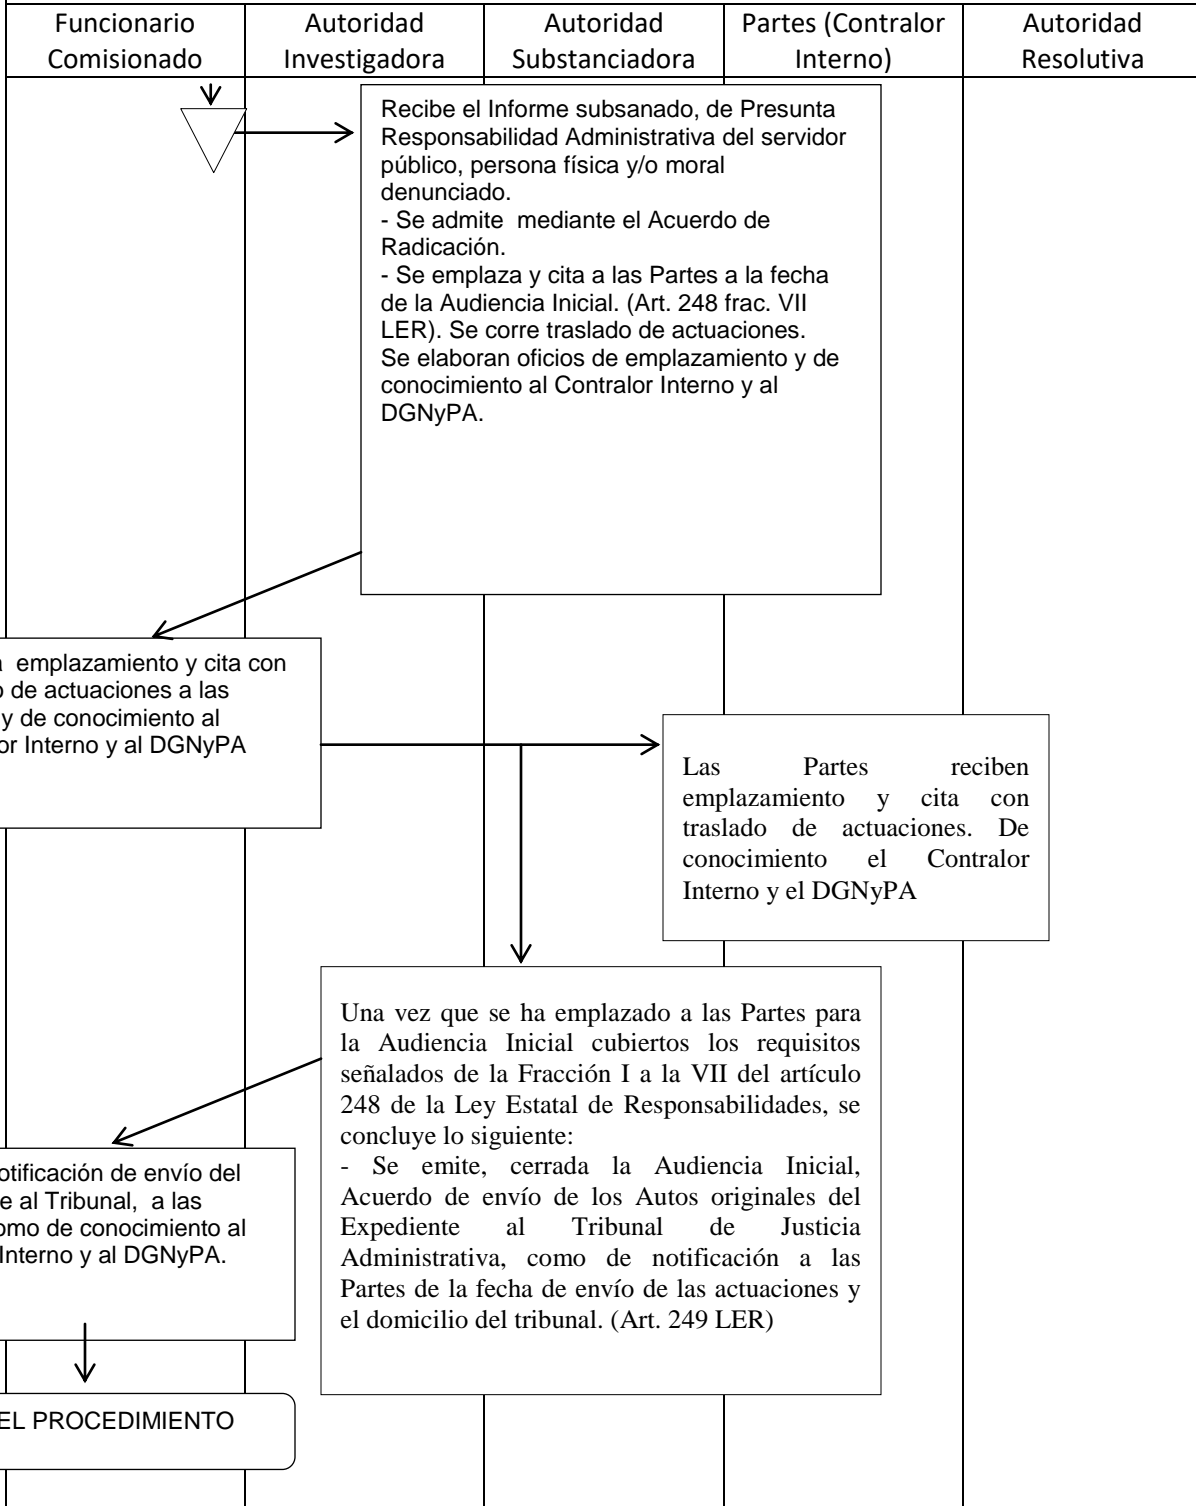 Funcionario
Comisionado
Autoridad
Investigadora
Autoridad
Substanciadora
Partes (Contralor
Interno)
Autoridad
Resolutiva
Recibe el Informe subsanado, de Presunta
Responsabilidad Administrativa del servidor
público, persona física y/o moral
denunciado.
- Se admite mediante el Acuerdo de
Radicación.
- Se emplaza y cita a las Partes a la fecha
de la Audiencia Inicial. (Art. 248 frac. VII
LER). Se corre traslado de actuaciones.
Se elaboran oficios de emplazamiento y de
conocimiento al Contralor Interno y al
DGNyPA.
emplazamiento y cita con
de actuaciones a las
y de conocimiento al
or Interno y al DGNyPA
Las Partes reciben
emplazamiento y cita con
traslado de actuaciones. De
conocimiento el Contralor
Interno y el DGNyPA
Una vez que se ha emplazado a las Partes para
la Audiencia Inicial cubiertos los requisitos
señalados de la Fracción I a la VII del artículo
248 de la Ley Estatal de Responsabilidades, se
concluye lo siguiente:
- Se emite, cerrada la Audiencia Inicial,
Acuerdo de envío de los Autos originales del
Expediente al Tribunal de Justicia
Administrativa, como de notificación a las
Partes de la fecha de envío de las actuaciones y
el domicilio del tribunal. (Art. 249 LER)
otificación de envío del
e al Tribunal, a las
omo de conocimiento al
Interno y al DGNyPA.
EL PROCEDIMIENTO